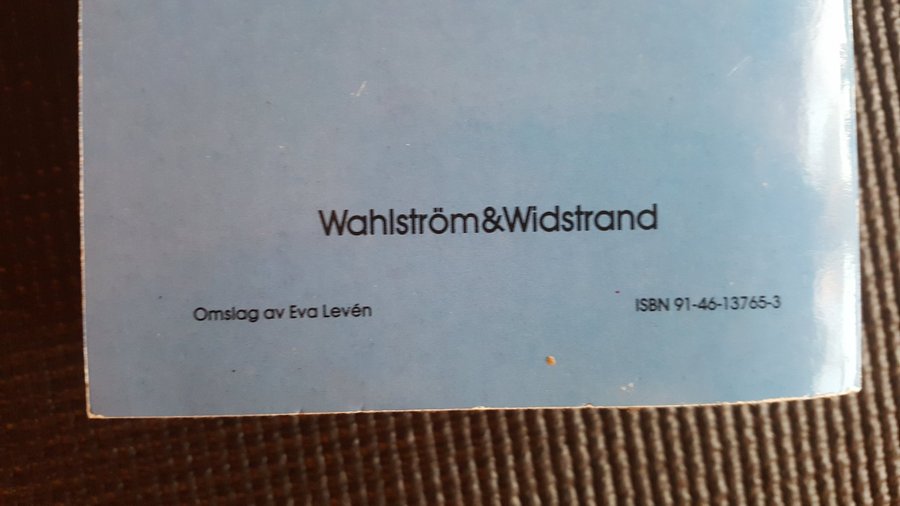 Wahlström&Widstrand
Omslag av Eva Levén
ISBN 91-46-13765-3